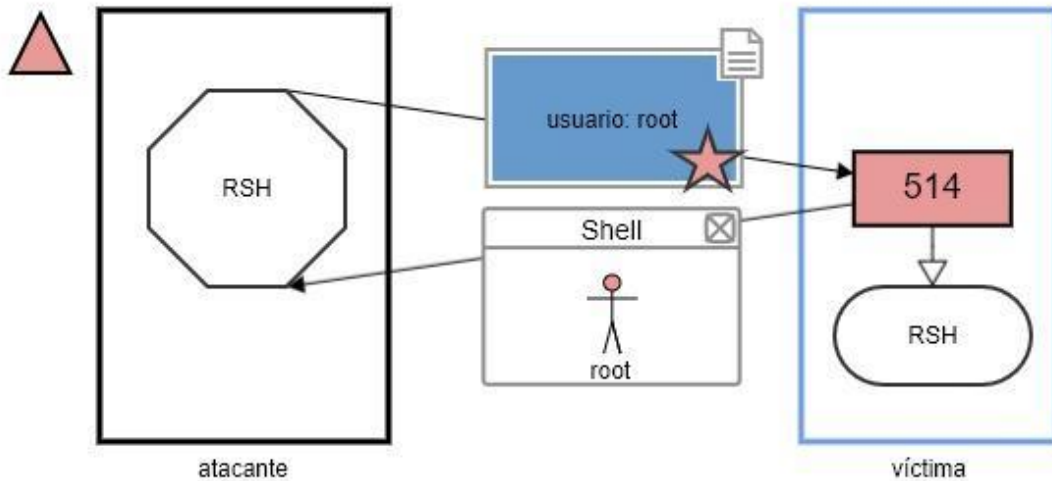 RSH
usuario: root
514
Shell
root
RSH
atacante
víctima